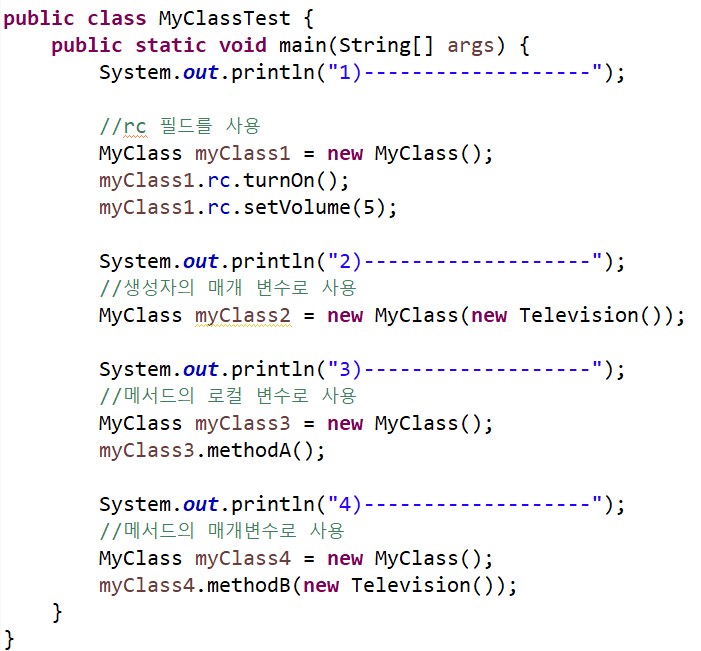 public class MyClassTest {
    public static void main(String[] args) {
        System.out.println("1)-------------------");

        //rc 필드를 사용
        MyClass myClass1 = new MyClass();
        myClass1.rc.turnOn();
        myClass1.rc.setVolume(5);

        System.out.println("2)-------------------");
        //생성자의 매개 변수로 사용
        MyClass myClass2 = new MyClass(new Television());

        System.out.println("3)-------------------");
        //메서드의 로컬 변수로 사용
        MyClass myClass3 = new MyClass();
        myClass3.methodA();

        System.out.println("4)-------------------");
        //메서드의 매개변수로 사용
        MyClass myClass4 = new MyClass();
        myClass4.methodB(new Television());
    }
}